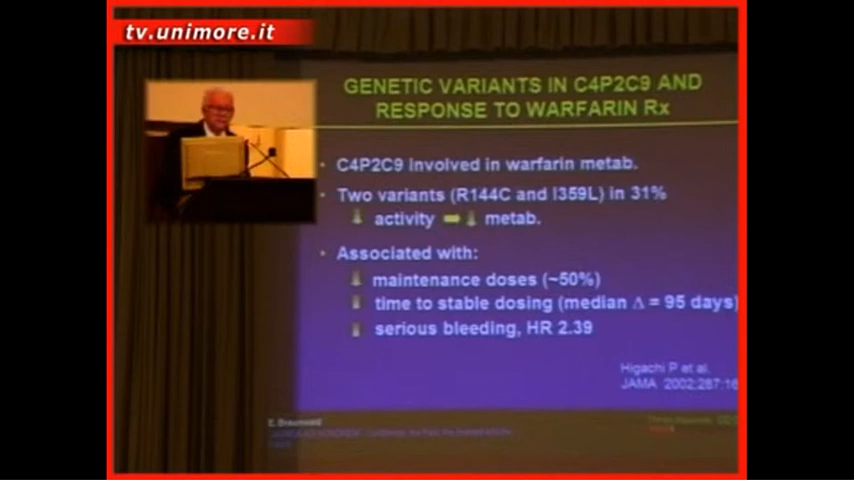 tv.unimore.it
GENETIC VARIANTS IN C4P2C9 AND
RESPONSE TO WARFARIN Rx
• C4P2C9 Involved in warfarin metab.
• Two variants (R144C and I359L) in 31%
activity metab.
• Associated with:
maintenance doses (~50%)
time to stable dosing (median Δ = 95 days)
serious bleeding, HR 2.39
Higachi P et al.
JAMA 2002;287:16
E. Braunwald